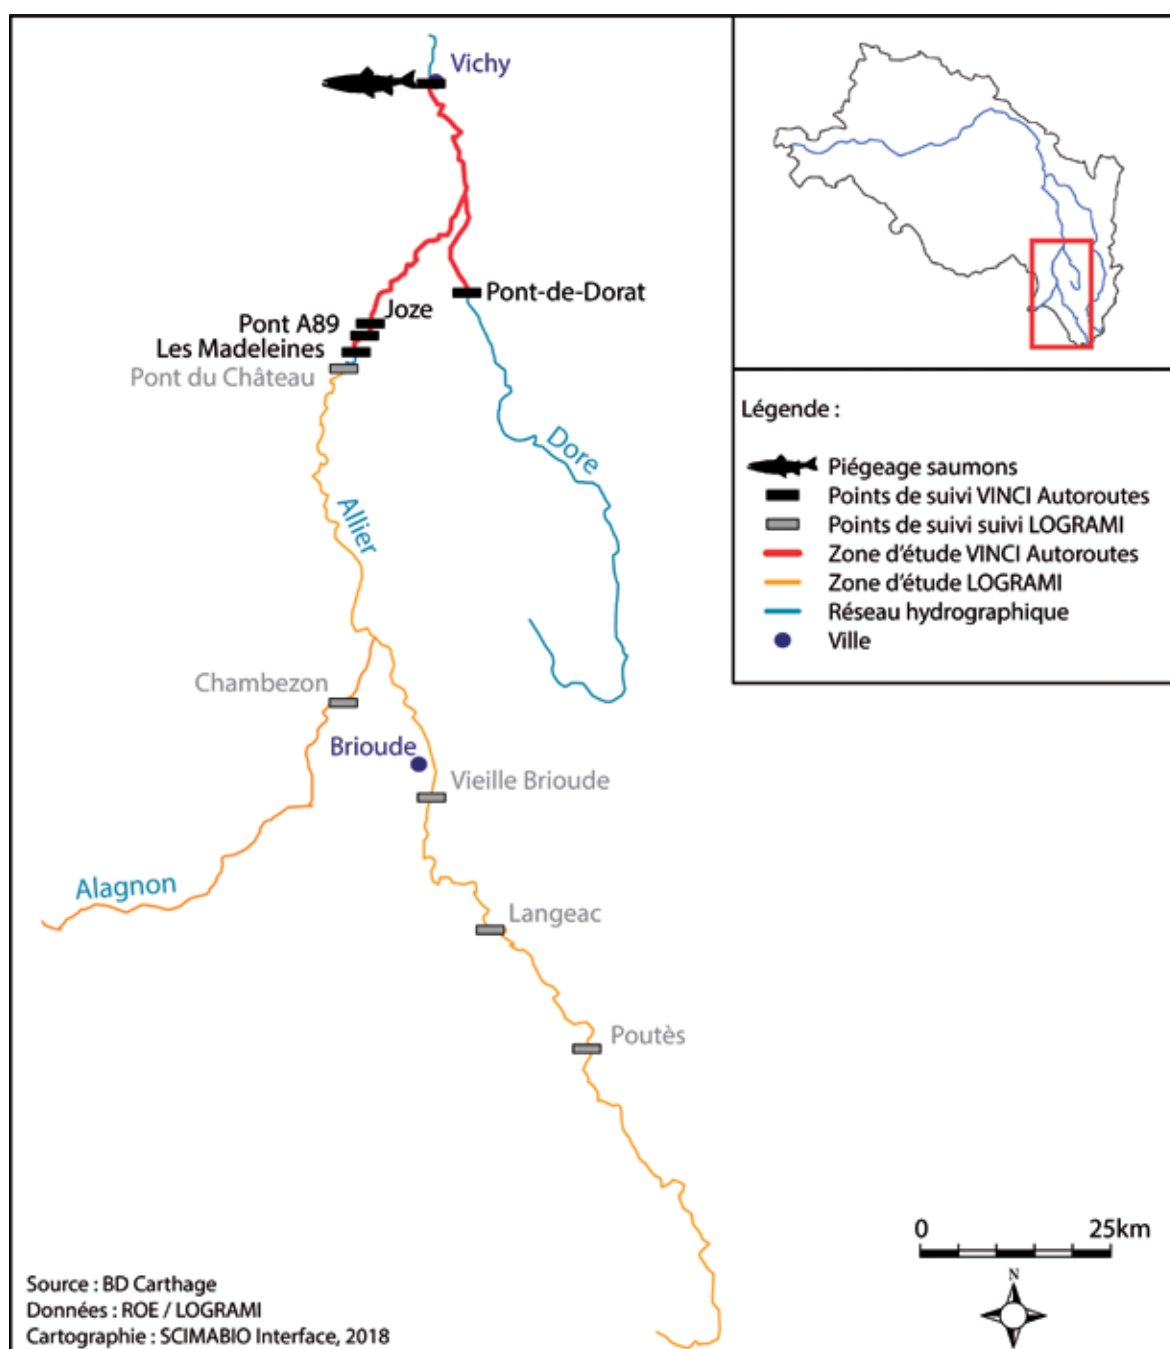 Vichy
Pont-de-Dorat
Joze
Pont A89
Les Madeleines
Pont du Château
Dore
Allier
Chambezon
Brioude
Vieille Brioude
Alagnon
Langeac
Poutès
Légende :
Piégeage saumons
Points de suivi VINCI Autoroutes
Points de suivi suivi LOGRAMI
Zone d'étude VINCI Autoroutes
Zone d'étude LOGRAMI
Réseau hydrographique
Ville
0 25km
N
Source : BD Carthage
Données : ROE / LOGRAMI
Cartographie : SCIMABIO Interface, 2018